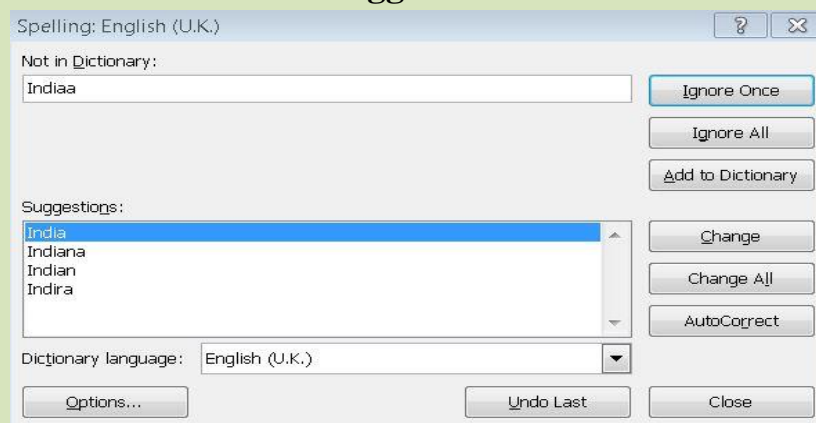 gg
Spelling: English (U.K.)
Not in Dictionary:
Indiaa
Ignore Once
Ignore All
Add to Dictionary
Suggestions:
India
Indiana
Indian
Indira
Change
Change All
AutoCorrect
Dictionary language: English (U.K.)
Options... Undo Last Close